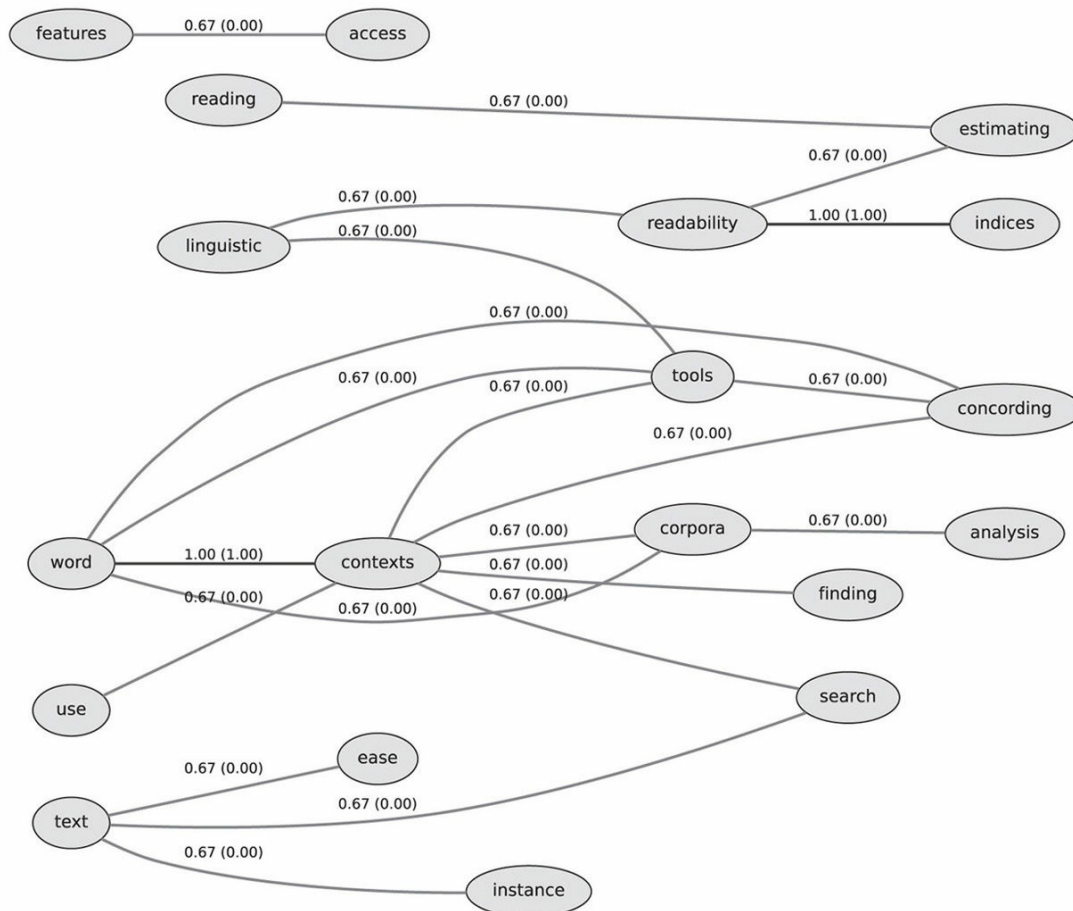 features 0.67 (0.00) access
reading 0.67 (0.00) estimating
0.67 (0.00)
linguistic 0.67 (0.00) readability 1.00 (1.00) indices
0.67 (0.00)
0.67 (0.00)
0.67 (0.00) 0.67 (0.00) tools 0.67 (0.00) concording
0.67 (0.00)
word 1.00 (1.00) contexts 0.67 (0.00) corpora 0.67 (0.00) analysis
0.67 (0.00) finding
0.67 (0.00) 0.67 (0.00) 0.67 (0.00)
use search
0.67 (0.00) ease
text 0.67 (0.00)
0.67 (0.00) instance